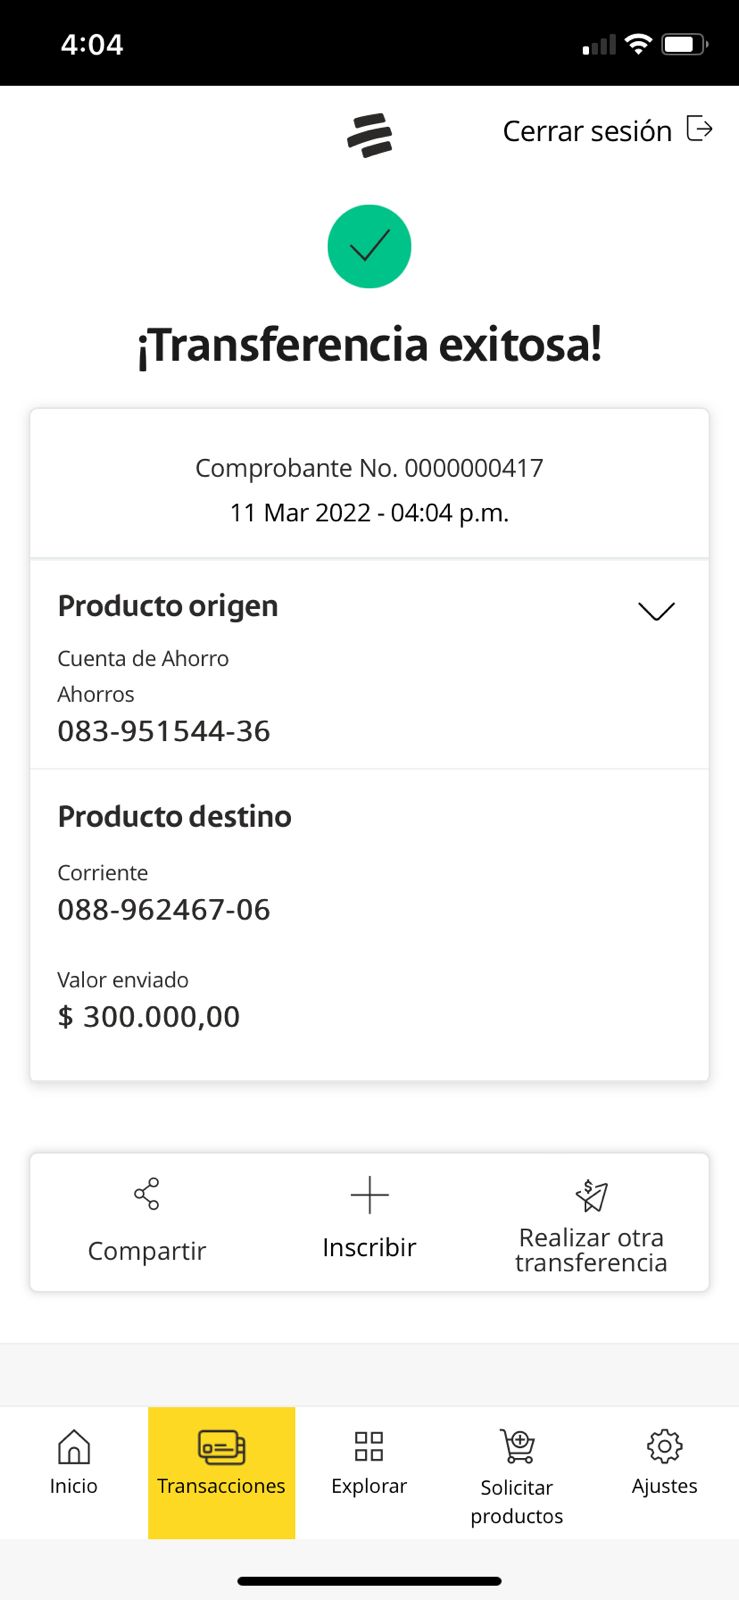 4:04
Cerrar sesión
¡Transferencia exitosa!
Comprobante No. 0000000417
11 Mar 2022 - 04:04 p.m.
Producto origen
Cuenta de Ahorro
Ahorros
083-951544-36
Producto destino
Corriente
088-962467-06
Valor enviado
$ 300.000,00
Compartir
Inscribir
Realizar otra
transferencia
Inicio
Transacciones
Explorar
Solicitar
productos
Ajustes